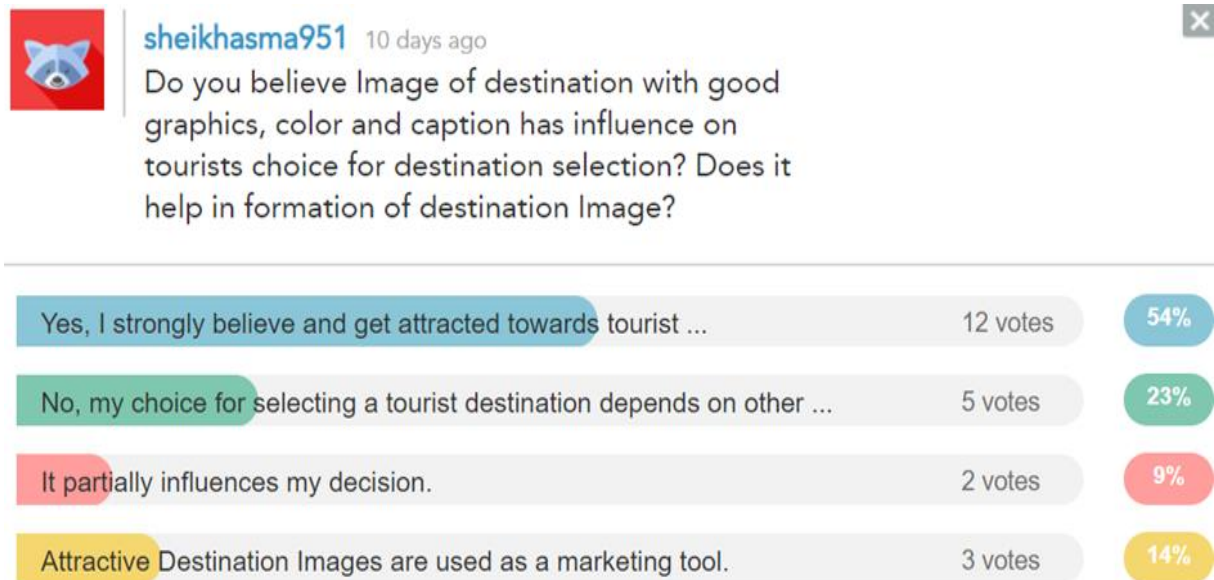 sheikhasma951 10 days ago
Do you believe Image of destination with good
graphics, color and caption has influence on
tourists choice for destination selection? Does it
help in formation of destination Image?
Yes, I strongly believe and get attracted towards tourist ... 12 votes 54%
No, my choice for selecting a tourist destination depends on other ... 5 votes 23%
It partially influences my decision. 2 votes 9%
Attractive Destination Images are used as a marketing tool. 3 votes 14%